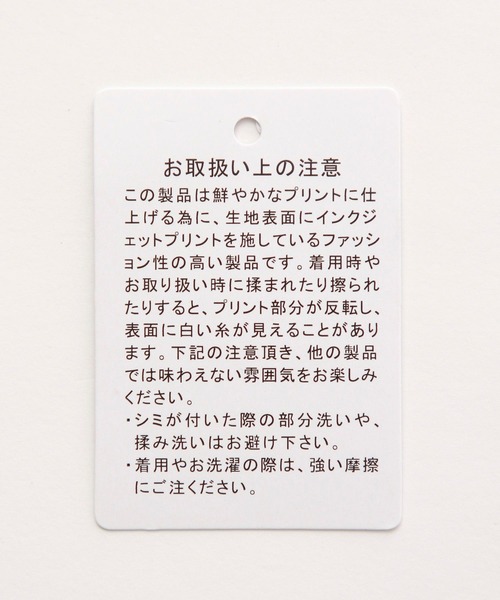 お取扱い上の注意
この製品は鮮やかなプリントに仕
上げる為に、生地表面にインクジ
ェットプリントを施しているファッシ
ョン性の高い製品です。着用時や
お取り扱い時に揉まれたり擦られ
たりすると、プリント部分が反転し、
表面に白い糸が見えることがあり
ます。下記の注意頂き、他の製品
では味わえない雰囲気をお楽しみ
ください。
・シミが付いた際の部分洗いや、
揉み洗いはお避け下さい。
・着用やお洗濯の際は、強い摩擦
にご注ください。